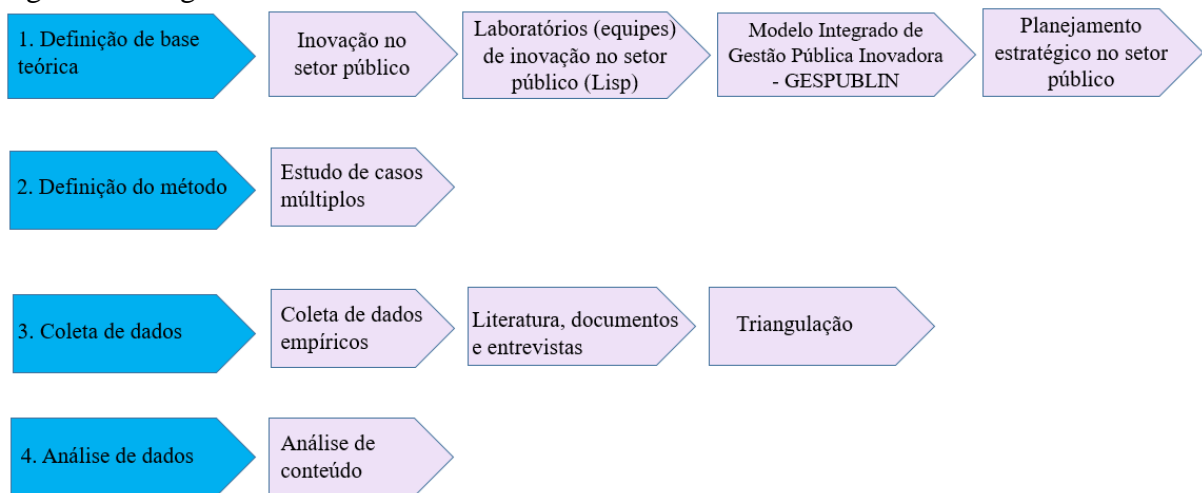 1. Definição de base
teórica
Inovação no
setor público
Laboratórios (equipes)
de inovação no setor
público (Lisp)
Modelo Integrado de
Gestão Pública Inovadora
- GESPUBLIN
Planejamento
estratégico no setor
público
2. Definição do método
Estudo de casos
múltiplos
3. Coleta de dados
Coleta de dados
empíricos
Literatura, documentos
e entrevistas
Triangulação
4. Análise de dados
Análise de
conteúdo